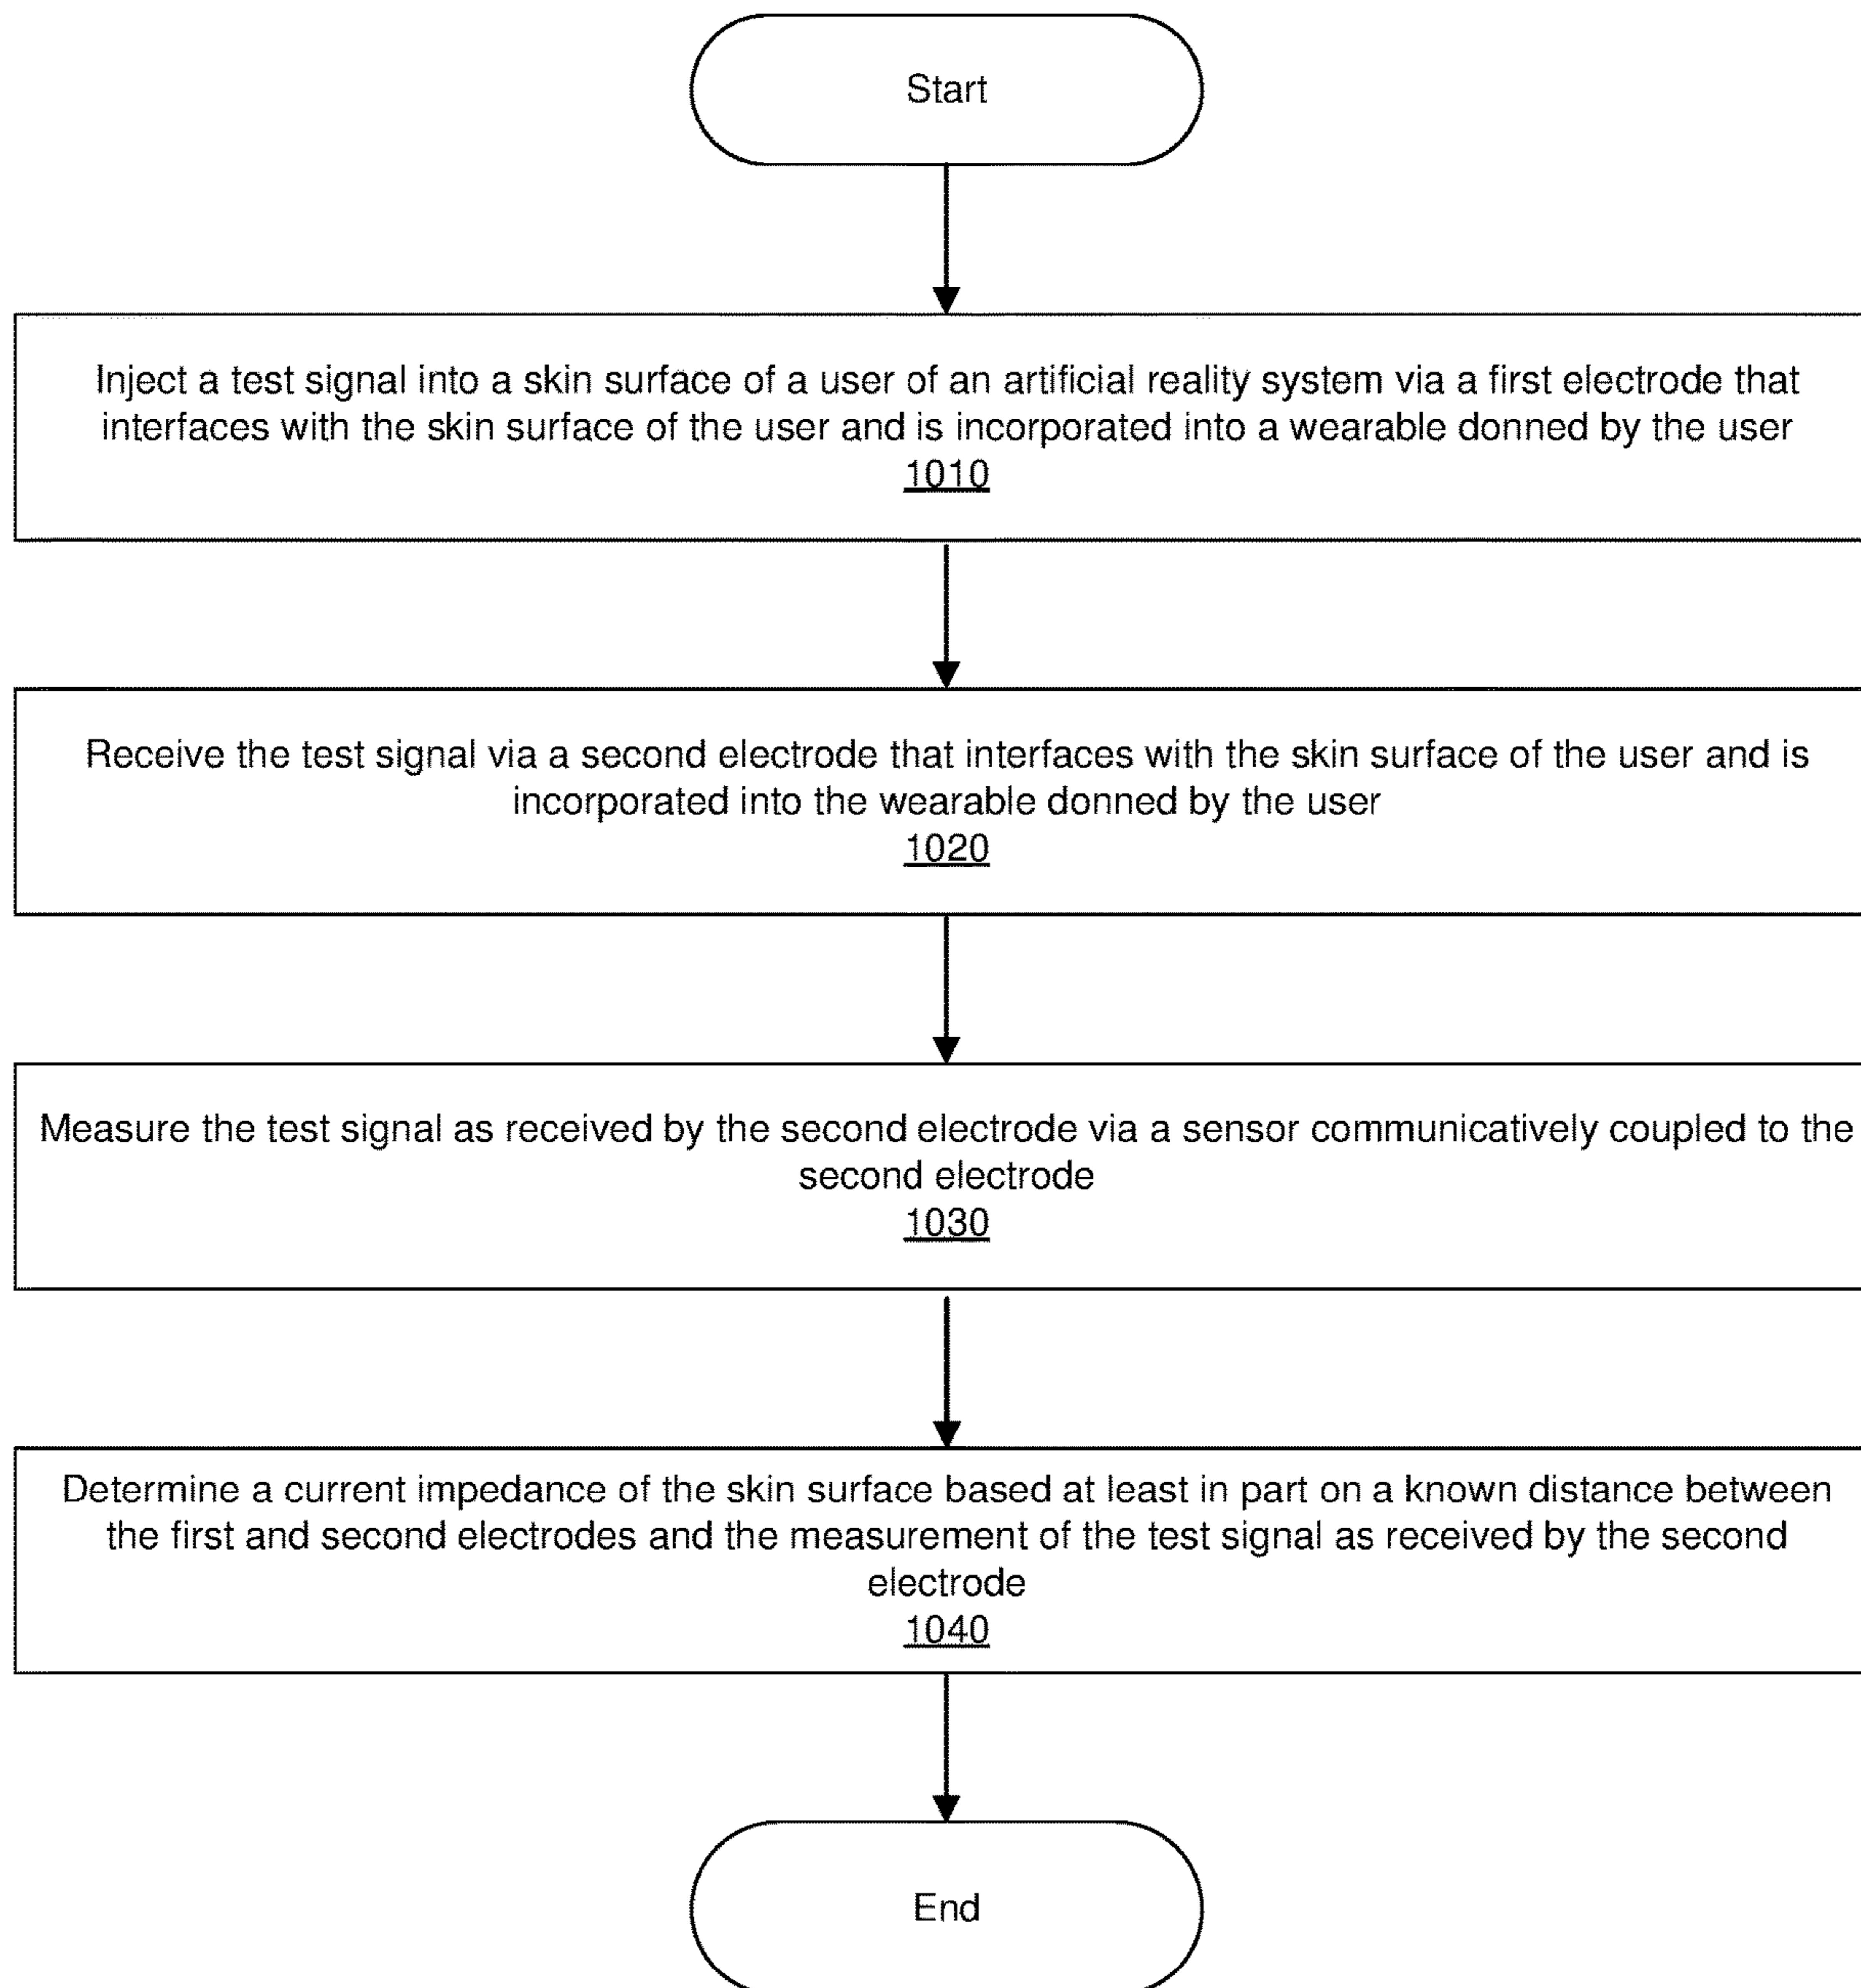 Start
Inject a test signal into a skin surface of a user of an artificial reality system via a first electrode that
interfaces with the skin surface of the user and is incorporated into a wearable donned by the user
1010
Receive the test signal via a second electrode that interfaces with the skin surface of the user and is
incorporated into the wearable donned by the user
1020
Measure the test signal as received by the second electrode via a sensor communicatively coupled to the
second electrode
1030
Determine a current impedance of the skin surface based at least in part on a known distance between
the first and second electrodes and the measurement of the test signal as received by the second
electrode
1040
End